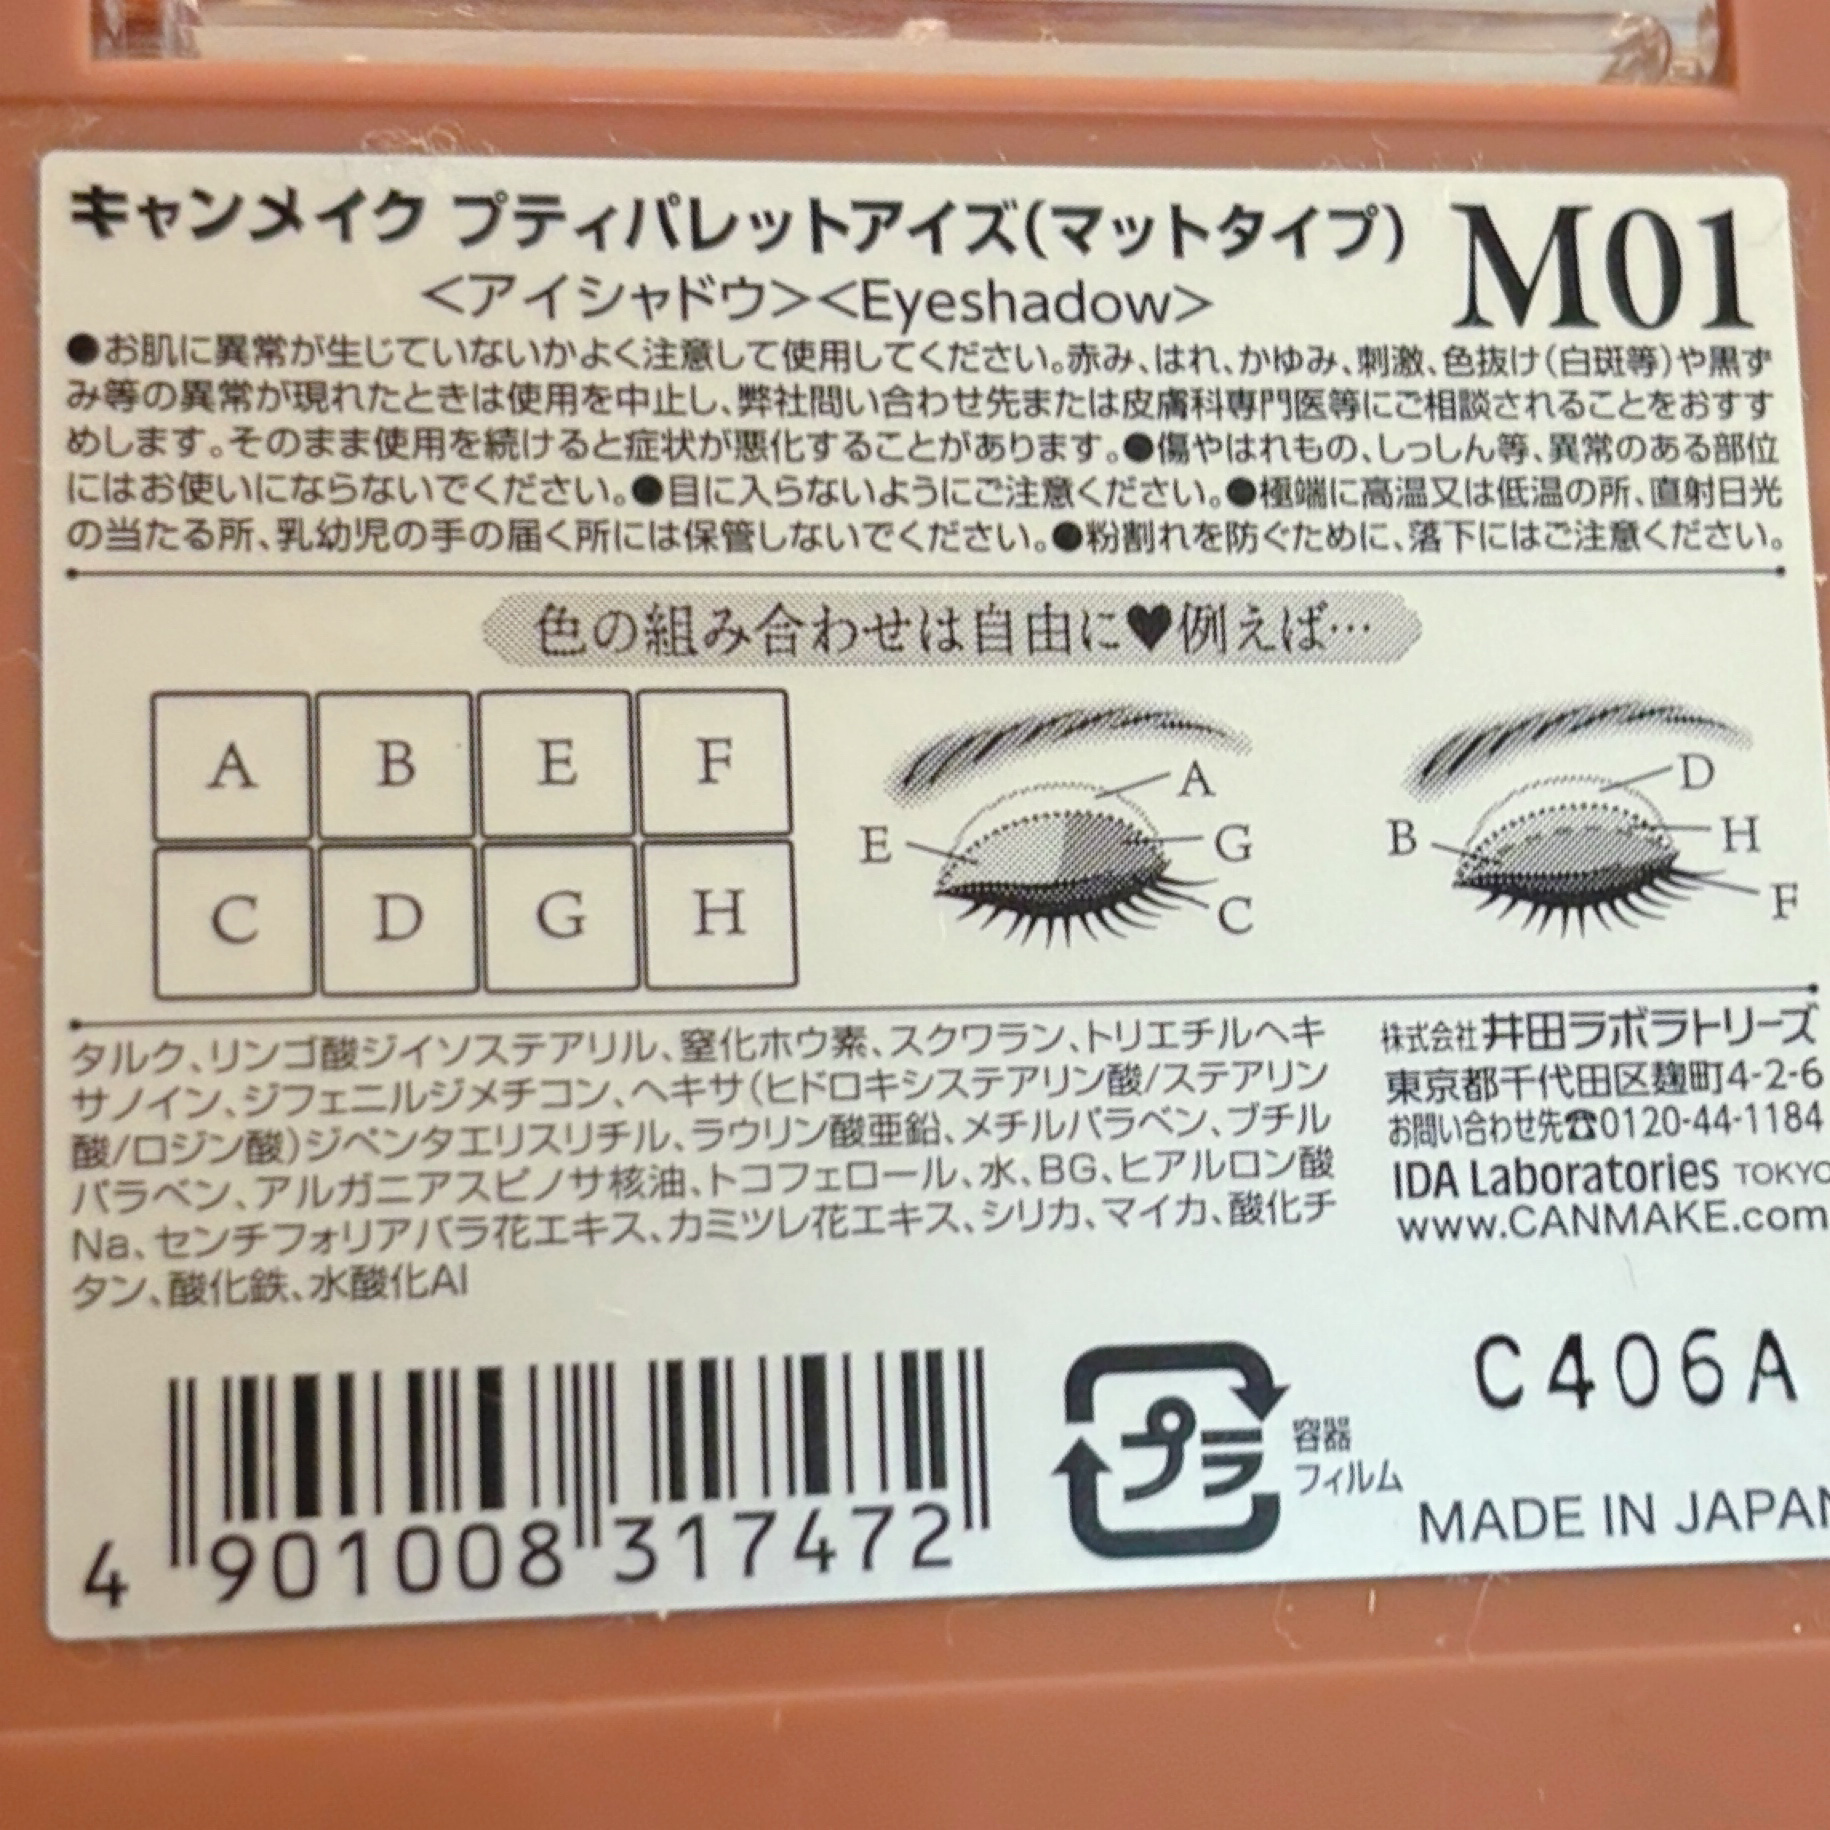 キャンメイク プティパレットアイズ(マットタイプ) M01
<アイシャドウ><Eyeshadow>
●お肌に異常が生じていないかよく注意して使用してください。赤み、はれ、かゆみ、刺激、色抜け(白斑等)や黒ず
み等の異常が現れたときは使用を中止し、弊社問い合わせ先または皮膚科専門医等にご相談されることをおすす
めします。そのまま使用を続けると症状が悪化することがあります。●傷やはれもの、しっしん等、異常のある部位
にはお使いにならないでください。●目に入らないようにご注意ください。●極端に高温又は低温の所、直射日光
の当たる所、乳幼児の手の届く所には保管しないでください。●粉割れを防ぐために、落下にはご注意ください。
色の組み合わせは自由に♥例えば…
A B E F
C D G H
A
E G
C
D
B H
F
タルク、リンゴ酸ジイソステアリル、窒化ホウ素、スクワラン、トリエチルヘキ
サノイン、ジフェニルジメチコン、ヘキサ(ヒドロキシステアリン酸/ステアリン
酸/ロジン酸)ジペンタエリスリチル、ラウリン酸亜鉛、メチルパラベン、ブチル
パラベン、アルガニアスピノサ核油、トコフェロール、水、BG、ヒアルロン酸
Na、センチフォリアバラ花エキス、カミツレ花エキス、シリカ、マイカ、酸化チ
タン、酸化鉄、水酸化Al
株式会社 井田ラボラトリーズ
東京都千代田区麹町4-2-6
お問い合わせ先☎0120-44-1184
IDA Laboratories TOKYO
www.CANMAKE.com
4 901008 317472
プラ
容器
フィルム
C406A
MADE IN JAPAN